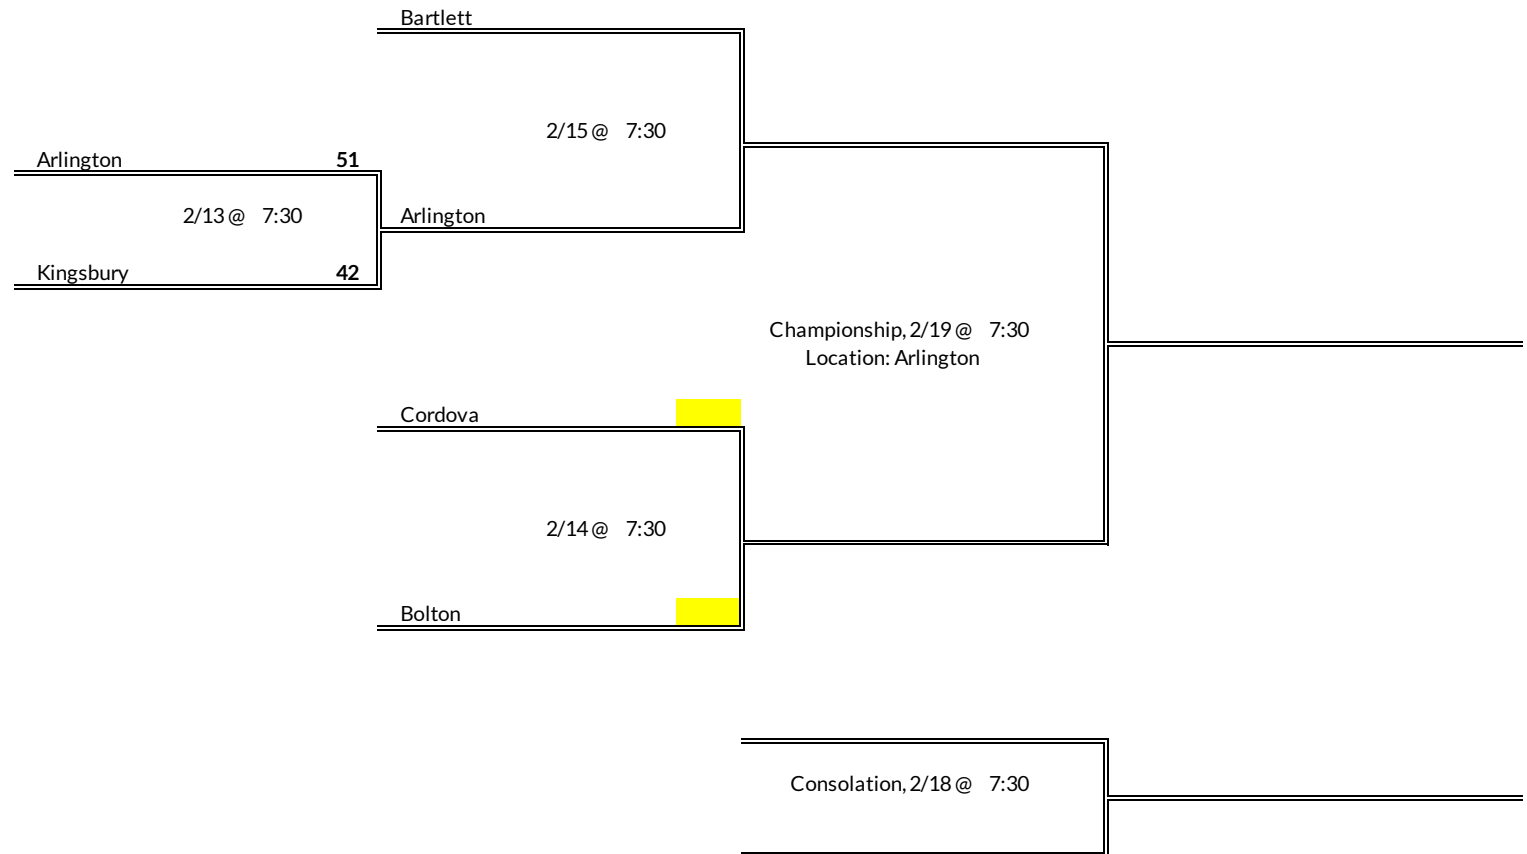 Bartlett
2/15 @ 7:30
Arlington 51
2/13 @ 7:30
Arlington
Kingsbury 42
Championship, 2/19 @ 7:30
Location: Arlington
Cordova
2/14 @ 7:30
Bolton
Consolation, 2/18 @ 7:30